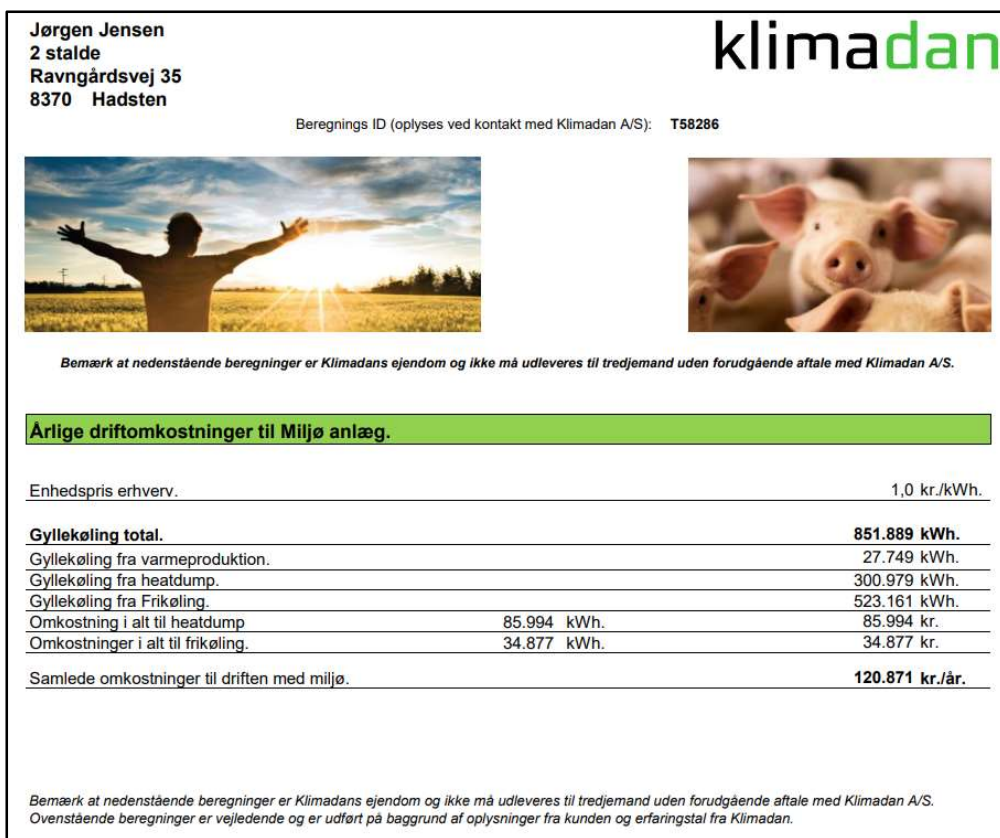 Jørgen Jensen
2 stalde
Ravngårdsvej 35
8370 Hadsten
klimadan
Beregnings ID (oplyses ved kontakt med Klimadan A/S): T58286
Bemærk at nedenstående beregninger er Klimadans ejendom og ikke må udleveres til tredjemand uden forudgående aftale med Klimadan A/S.
Årlige driftomkostninger til Miljø anlæg.
Enhedspris erhverv. 1,0 kr./kWh.
Gyllekøling total. 851.889 kWh.
Gyllekøling fra varmeproduktion. 27.749 kWh.
Gyllekøling fra heatdump. 300.979 kWh.
Gyllekøling fra Frikøling. 523.161 kWh.
Omkostning i alt til heatdump 85.994 kWh. 85.994 kr.
Omkostninger i alt til frikøling. 34.877 kWh. 34.877 kr.
Samlede omkostninger til driften med miljø. 120.871 kr./år.
Bemærk at nedenstående beregninger er Klimadans ejendom og ikke må udleveres til tredjemand uden forudgående aftale med Klimadan A/S.
Ovenstående beregninger er vejledende og er udført på baggrund af oplysninger fra kunden og erfaringstal fra Klimadan.